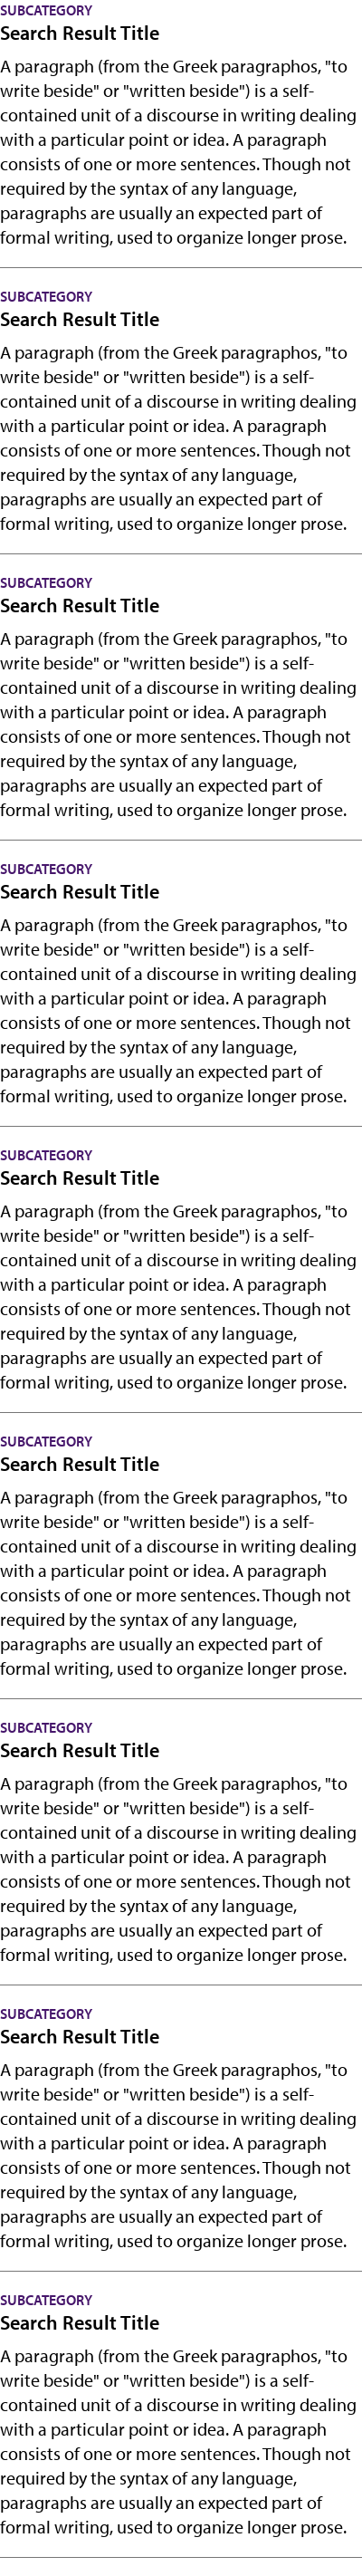 SUBCATEGORY
Search Result Title
A paragraph (from the Greek paragraphos, "to
write beside" or "written beside") is a self-
contained unit of a discourse in writing dealing
with a particular point or idea. A paragraph
consists of one or more sentences. Though not
required by the syntax of any language,
paragraphs are usually an expected part of
formal writing, used to organize longer prose.
SUBCATEGORY
Search Result Title
A paragraph (from the Greek paragraphos, "to
write beside" or "written beside") is a self-
contained unit of a discourse in writing dealing
with a particular point or idea. A paragraph
consists of one or more sentences. Though not
required by the syntax of any language,
paragraphs are usually an expected part of
formal writing, used to organize longer prose.
SUBCATEGORY
Search Result Title
A paragraph (from the Greek paragraphos, "to
write beside" or "written beside") is a self-
contained unit of a discourse in writing dealing
with a particular point or idea. A paragraph
consists of one or more sentences. Though not
required by the syntax of any language,
paragraphs are usually an expected part of
formal writing, used to organize longer prose.
SUBCATEGORY
Search Result Title
A paragraph (from the Greek paragraphos, "to
write beside" or "written beside") is a self-
contained unit of a discourse in writing dealing
with a particular point or idea. A paragraph
consists of one or more sentences. Though not
required by the syntax of any language,
paragraphs are usually an expected part of
formal writing, used to organize longer prose.
SUBCATEGORY
Search Result Title
A paragraph (from the Greek paragraphos, "to
write beside" or "written beside") is a self-
contained unit of a discourse in writing dealing
with a particular point or idea. A paragraph
consists of one or more sentences. Though not
required by the syntax of any language,
paragraphs are usually an expected part of
formal writing, used to organize longer prose.
SUBCATEGORY
Search Result Title
A paragraph (from the Greek paragraphos, "to
write beside" or "written beside") is a self-
contained unit of a discourse in writing dealing
with a particular point or idea. A paragraph
consists of one or more sentences. Though not
required by the syntax of any language,
paragraphs are usually an expected part of
formal writing, used to organize longer prose.
SUBCATEGORY
Search Result Title
A paragraph (from the Greek paragraphos, "to
write beside" or "written beside") is a self-
contained unit of a discourse in writing dealing
with a particular point or idea. A paragraph
consists of one or more sentences. Though not
required by the syntax of any language,
paragraphs are usually an expected part of
formal writing, used to organize longer prose.
SUBCATEGORY
Search Result Title
A paragraph (from the Greek paragraphos, "to
write beside" or "written beside") is a self-
contained unit of a discourse in writing dealing
with a particular point or idea. A paragraph
consists of one or more sentences. Though not
required by the syntax of any language,
paragraphs are usually an expected part of
formal writing, used to organize longer prose.
SUBCATEGORY
Search Result Title
A paragraph (from the Greek paragraphos, "to
write beside" or "written beside") is a self-
contained unit of a discourse in writing dealing
with a particular point or idea. A paragraph
consists of one or more sentences. Though not
required by the syntax of any language,
paragraphs are usually an expected part of
formal writing, used to organize longer prose.